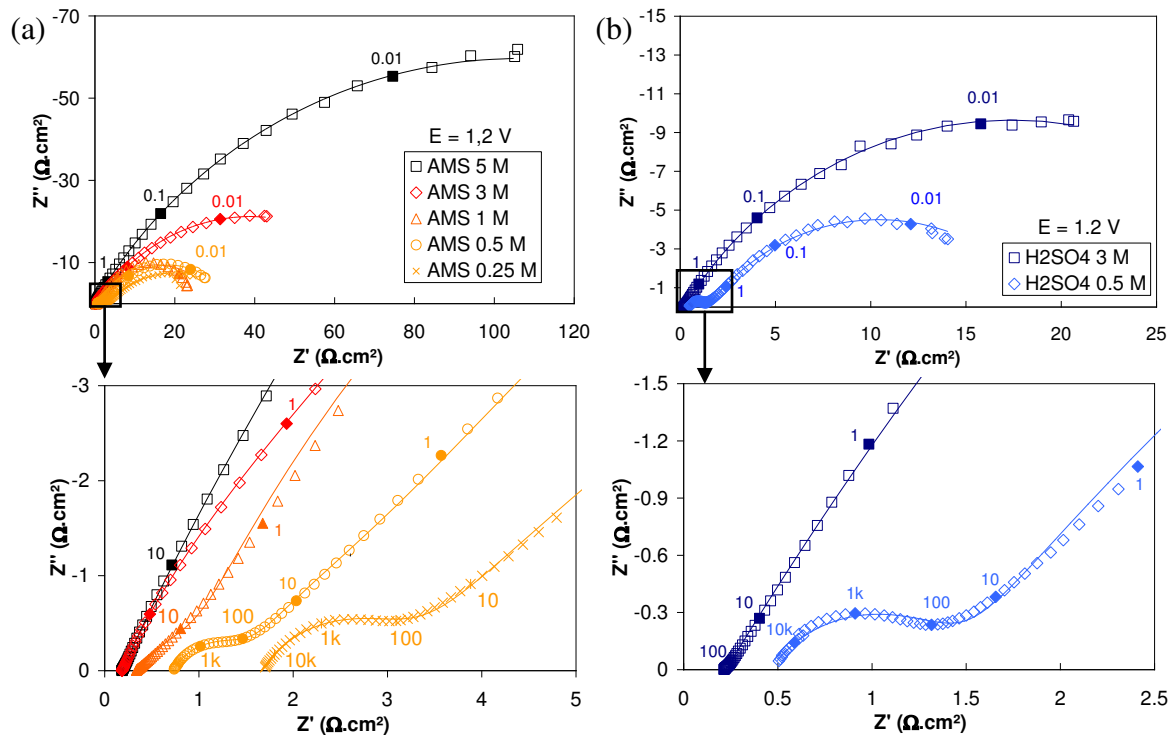 (a)
-70
-50
-30
-10
Z'' (Ω.cm²)
0.01
E = 1,2 V
AMS 5 M
AMS 3 M
AMS 1 M
AMS 0.5 M
AMS 0.25 M
0.1
0.01
1
0.01
0 20 40 60 80 100 120
Z' (Ω.cm²)
(b)
-15
-13
-11
-9
-7
-5
-3
-1
Z'' (Ω.cm²)
0.01
0.1
0.01
E = 1.2 V
H2SO4 3 M
H2SO4 0.5 M
1
0.1
1
0 5 10 15 20 25
Z' (Ω.cm²)
-3
-2
-1
0
Z'' (Ω.cm²)
1
1
1
10
10
10
100
1k
1k
100
10
10k
0 1 2 3 4 5
Z' (Ω.cm²)
-1.5
-1.2
-0.9
-0.6
-0.3
0
Z'' (Ω.cm²)
1
1
10
1k
100
10
10k
100
0 0.5 1 1.5 2 2.5
Z' (Ω.cm²)